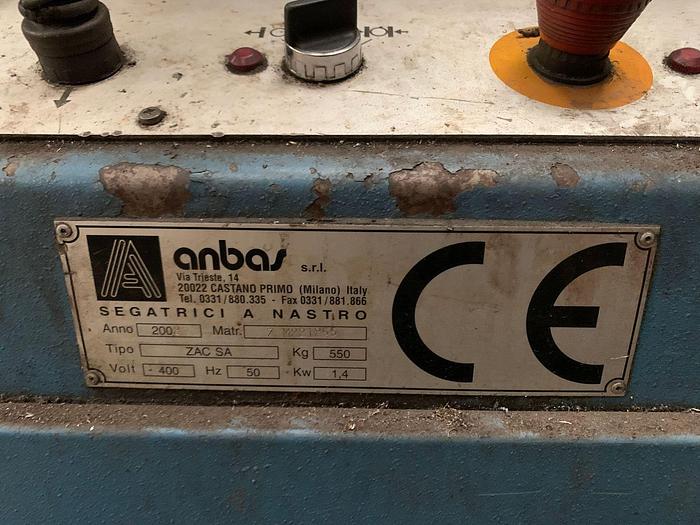 anbas s.r.l.
Via Trieste, 14
20022 CASTANO PRIMO (Milano) Italy
Tel. 0331/880.335 - Fax 0331/881.866
SEGATRICI A NASTRO
Anno Matr.
Tipo ZAC SA Kg 550
Volt - 400 Hz 50 Kw 1,4
CE